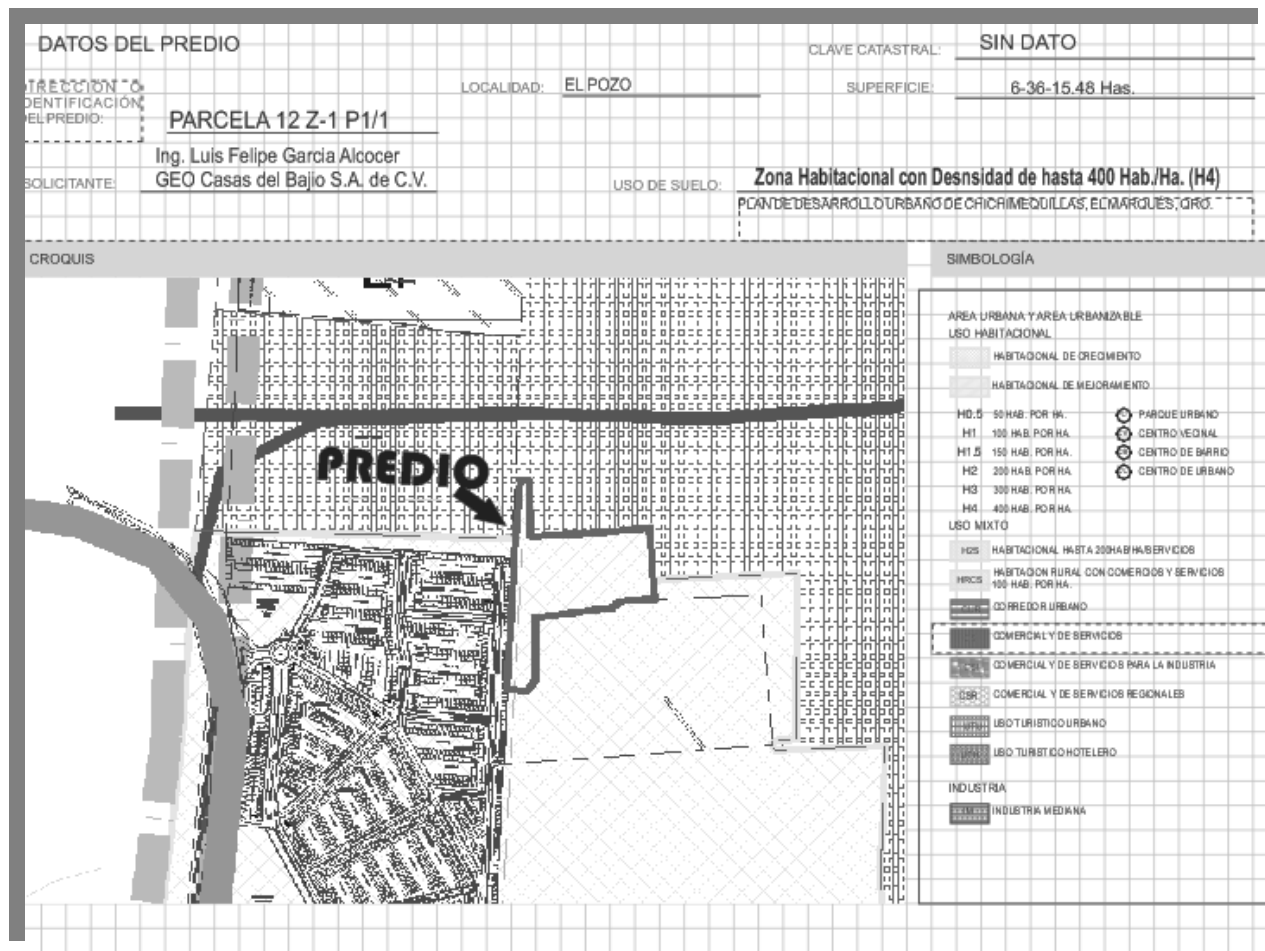 DATOS DEL PREDIO
CLAVE CATASTRAL: SIN DATO
DIRECCIÓN O
IDENTIFICACIÓN
DEL PREDIO: PARCELA 12 Z-1 P1/1
LOCALIDAD: EL POZO
SUPERFICIE: 6-36-15.48 Has.
Ing. Luis Felipe Garcia Alcocer
SOLICITANTE: GEO Casas del Bajio S.A. de C.V.
USO DE SUELO: Zona Habitacional con Desnsidad de hasta 400 Hab./Ha. (H4)
PLAN DE DESARROLLO URBANO DE CHICHIMEQUILLAS, EL MARQUÉS, QRO.
CROQUIS
PREDIO
SIMBOLOGÍA
AREA URBANA Y AREA URBANIZABLE
USO HABITACIONAL
HABITACIONAL DE CRECIMIENTO
HABITACIONAL DE MEJORAMIENTO
H0.5 50 HAB. POR HA.
H1 100 HAB. POR HA.
H1.5 150 HAB. POR HA.
H2 200 HAB. POR HA.
H3 300 HAB. POR HA.
H4 400 HAB. POR HA.
PARQUE URBANO
CENTRO VECINAL
CENTRO DE BARRIO
CENTRO DE URBANO
USO MIXTO
H2S HABITACIONAL HASTA 200HAB/HA/SERVICIOS
HRCS HABITACION RURAL CON COMERCIOS Y SERVICIOS
100 HAB. POR HA.
CORREDOR URBANO
COMERCIAL Y DE SERVICIOS
COMERCIAL Y DE SERVICIOS PARA LA INDUSTRIA
CSR COMERCIAL Y DE SERVICIOS REGIONALES
USO TURISTICO URBANO
USO TURISTICO HOTELERO
INDUSTRIA
INDUSTRIA MEDIANA